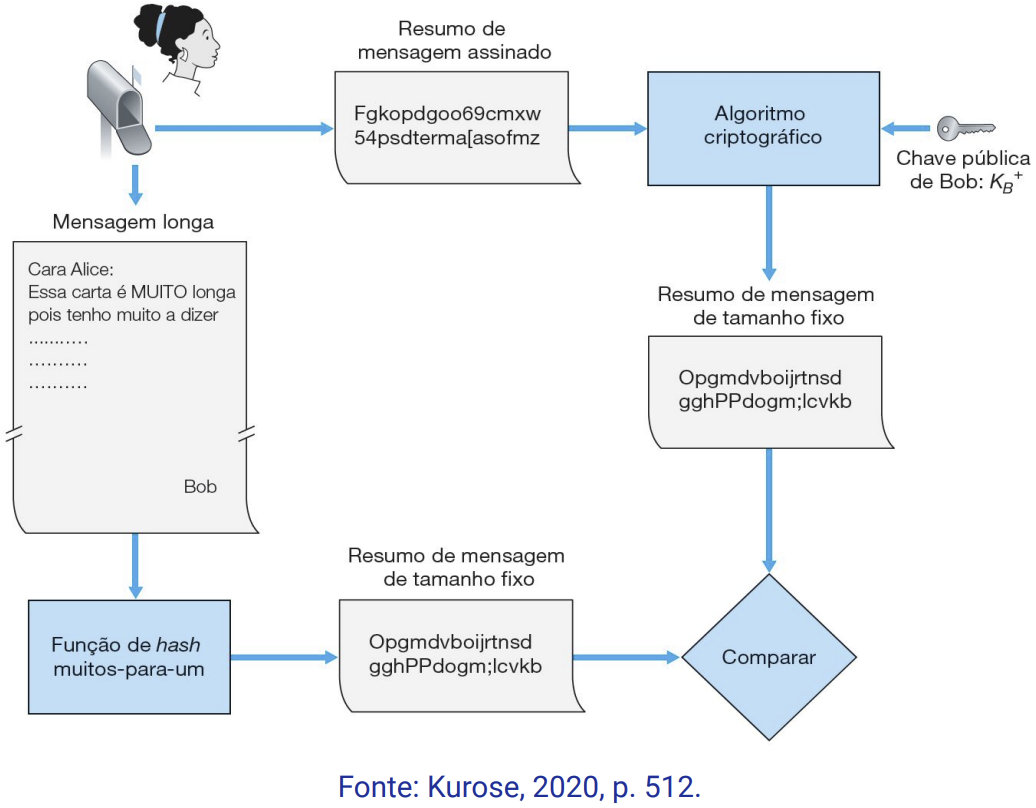 Resumo de
mensagem assinado
Fgkopdgoo69cmxw
54psdterma[asofmz
Algoritmo
criptográfico
Chave pública
de Bob: K_B^+
Mensagem longa
Cara Alice:
Essa carta é MUITO longa
pois tenho muito a dizer
..........
..........
..........
Bob
Resumo de mensagem
de tamanho fixo
Opgmdvboijrtnsd
gghPPdogm;lcvkb
Função de hash
muitos-para-um
Resumo de mensagem
de tamanho fixo
Opgmdvboijrtnsd
gghPPdogm;lcvkb
Comparar
Fonte: Kurose, 2020, p. 512.